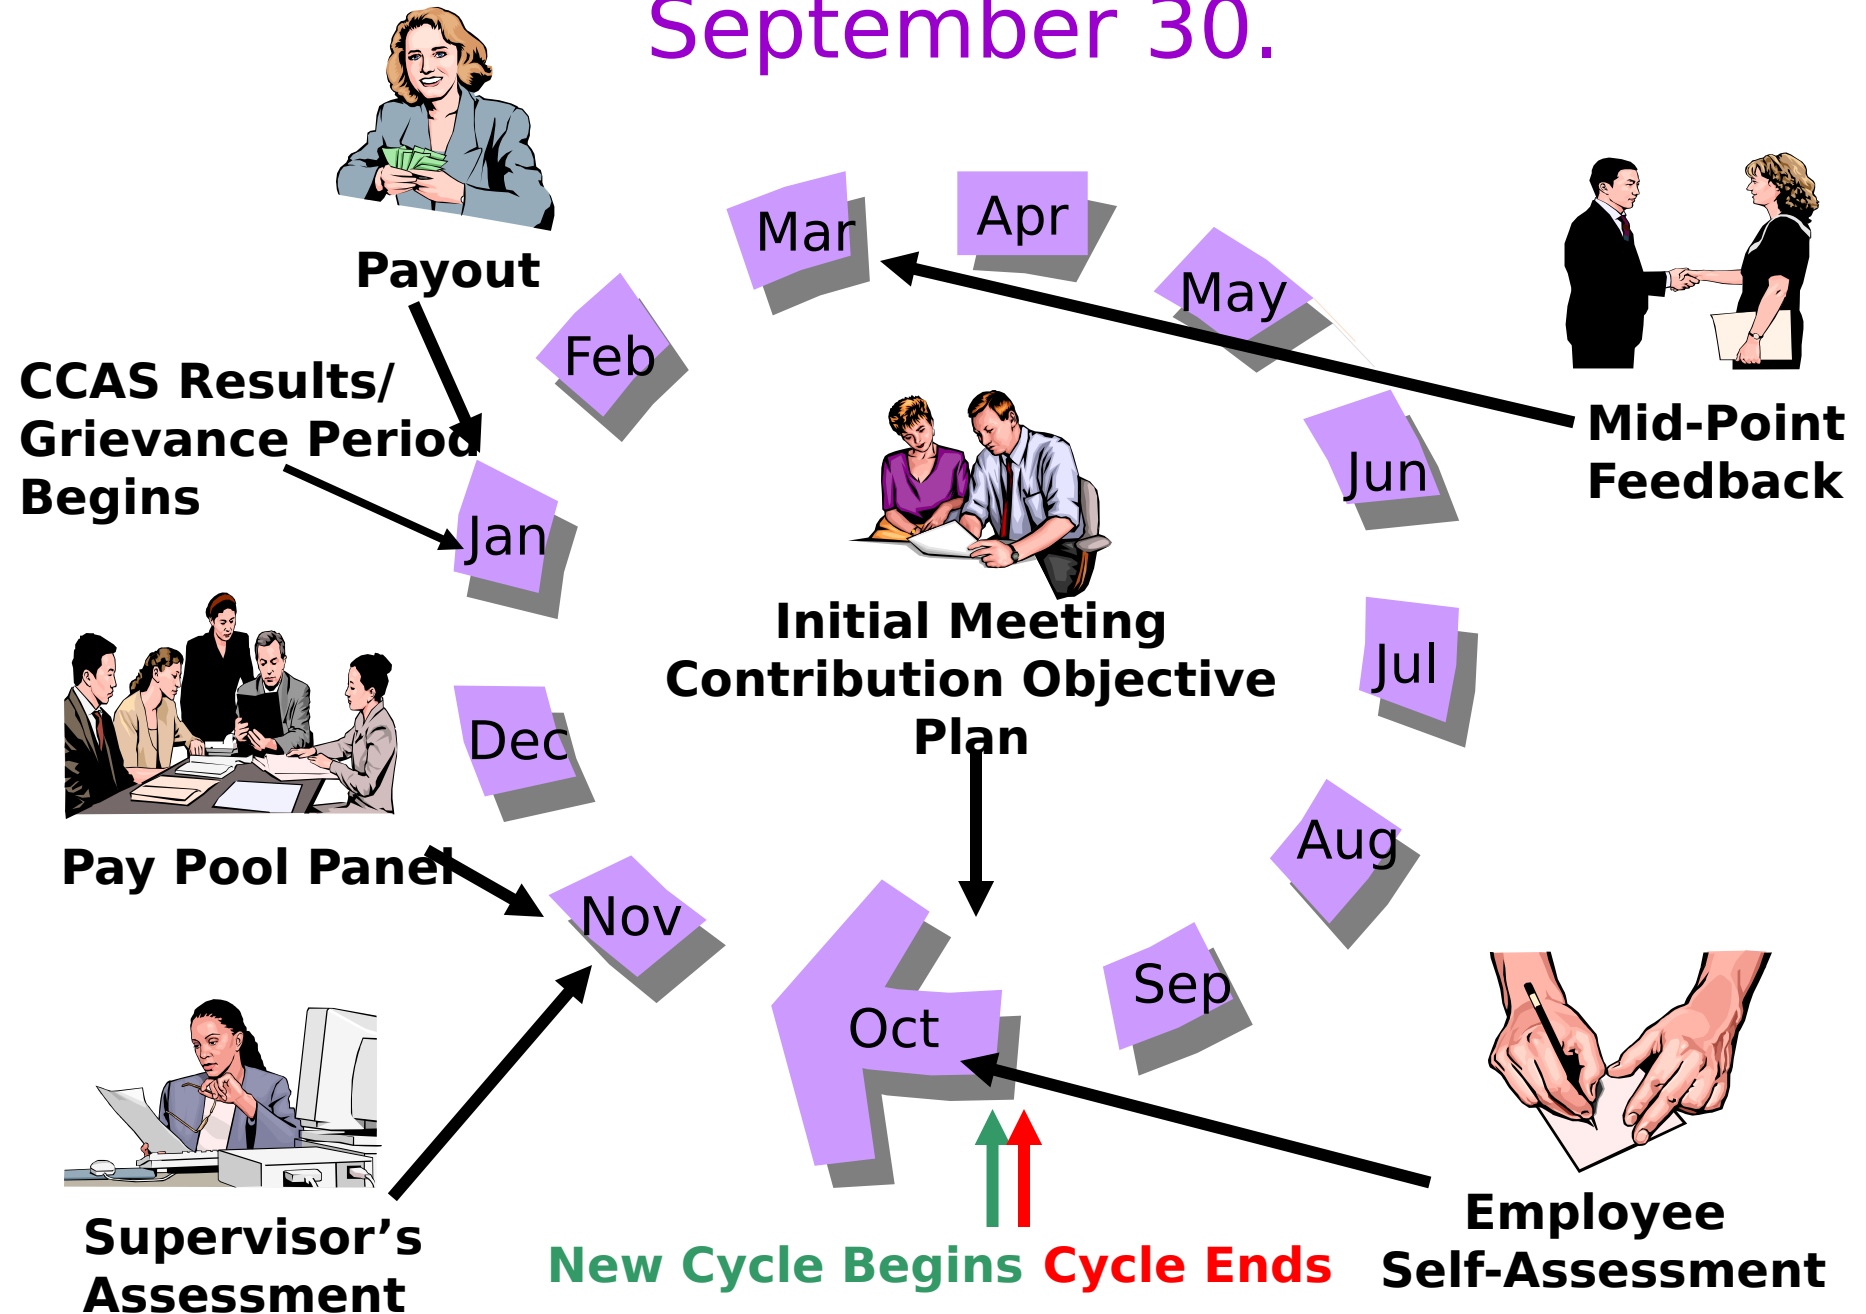 September 30.
Payout
CCAS Results/
Grievance Period
Begins
Mar
Apr
May
Feb
Jun
Jan
Mid-Point
Feedback
Initial Meeting
Contribution Objective
Plan
Jul
Dec
Aug
Pay Pool Panel
Nov
Sep
Oct
Supervisor’s
Assessment
New Cycle Begins
Cycle Ends
Employee
Self-Assessment